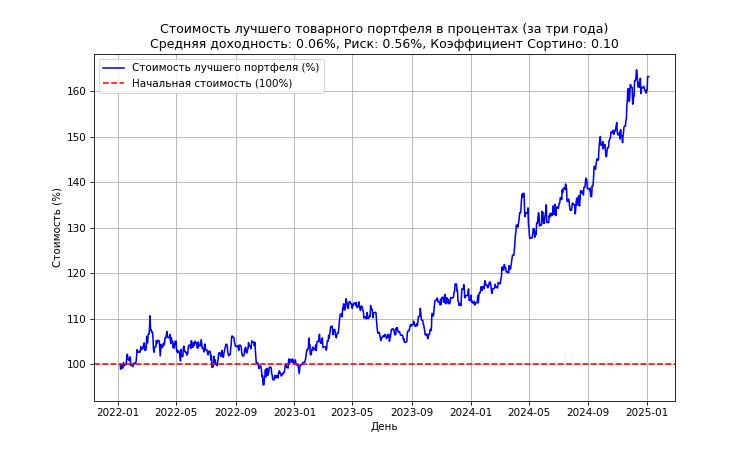 Стоимость лучшего товарного портфеля в процентах (за три года)
Средняя доходность: 0.06%, Риск: 0.56%, Коэффициент Сортино: 0.10
Стоимость лучшего портфеля (%)
Начальная стоимость (100%)
Стоимость (%)
160
150
140
130
120
110
100
2022-01 2022-05 2022-09 2023-01 2023-05 2023-09 2024-01 2024-05 2024-09 2025-01
День